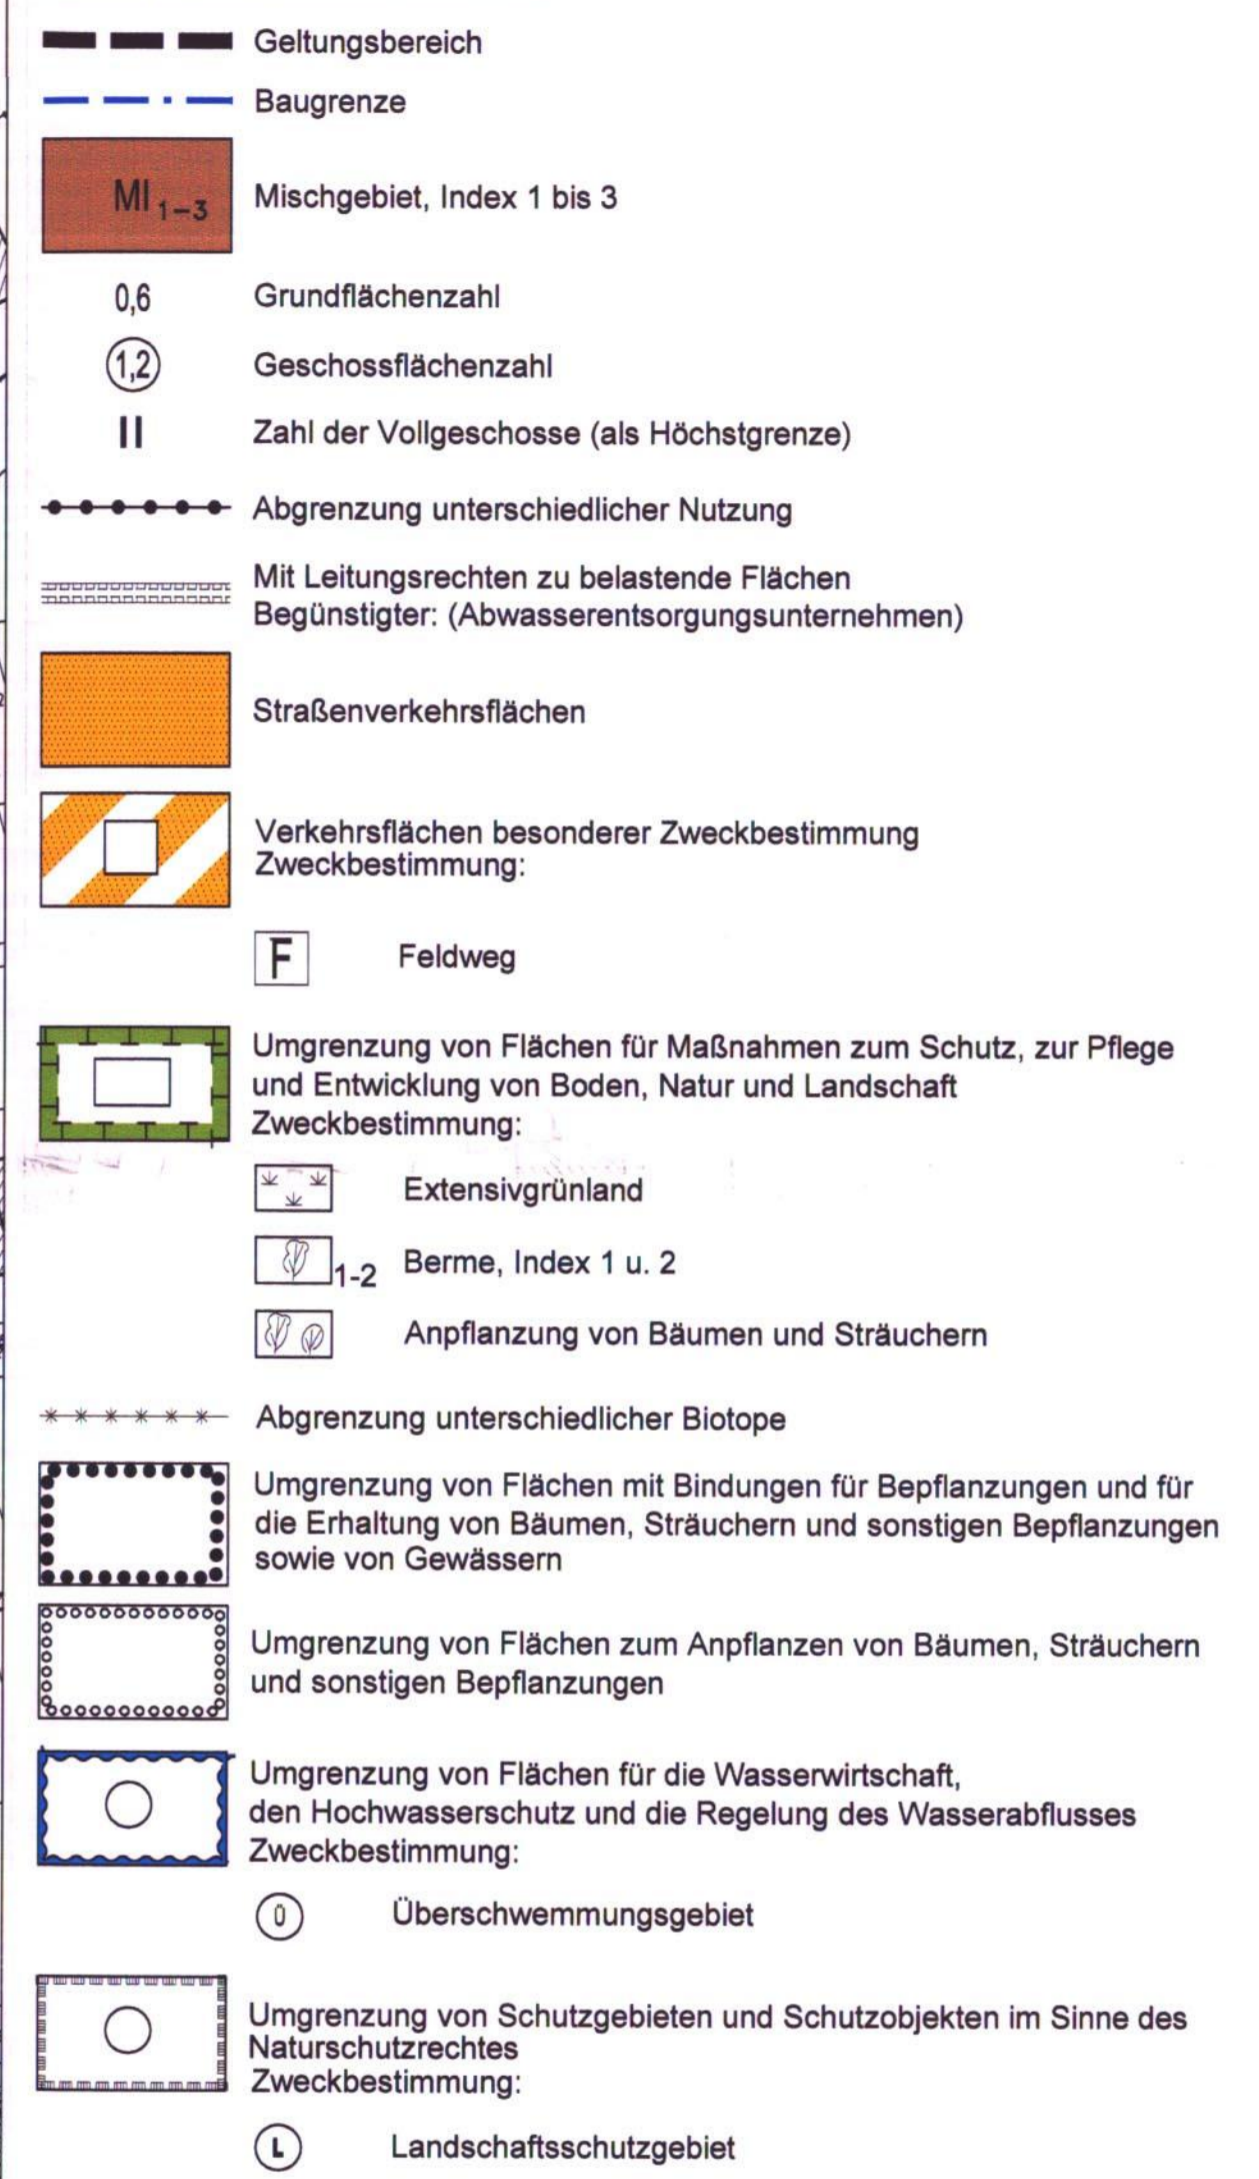 Geltungsbereich
Baugrenze
MI 1-3 Mischgebiet, Index 1 bis 3
0,6 Grundflächenzahl
1,2 Geschossflächenzahl
II Zahl der Vollgeschosse (als Höchstgrenze)
Abgrenzung unterschiedlicher Nutzung
Mit Leitungsrechten zu belastende Flächen
Begünstigter: (Abwasserentsorgungsunternehmen)
Straßenverkehrsflächen
Verkehrsflächen besonderer Zweckbestimmung
Zweckbestimmung:
F Feldweg
Umgrenzung von Flächen für Maßnahmen zum Schutz, zur Pflege
und Entwicklung von Boden, Natur und Landschaft
Zweckbestimmung:
Extensivgrünland
1-2 Berme, Index 1 u. 2
Anpflanzung von Bäumen und Sträuchern
Abgrenzung unterschiedlicher Biotope
Umgrenzung von Flächen mit Bindungen für Bepflanzungen und für
die Erhaltung von Bäumen, Sträuchern und sonstigen Bepflanzungen
sowie von Gewässern
Umgrenzung von Flächen zum Anpflanzen von Bäumen, Sträuchern
und sonstigen Bepflanzungen
Umgrenzung von Flächen für die Wasserwirtschaft,
den Hochwasserschutz und die Regelung des Wasserabflusses
Zweckbestimmung:
Ü Überschwemmungsgebiet
Umgrenzung von Schutzgebieten und Schutzobjekten im Sinne des
Naturschutzrechtes
Zweckbestimmung:
L Landschaftsschutzgebiet